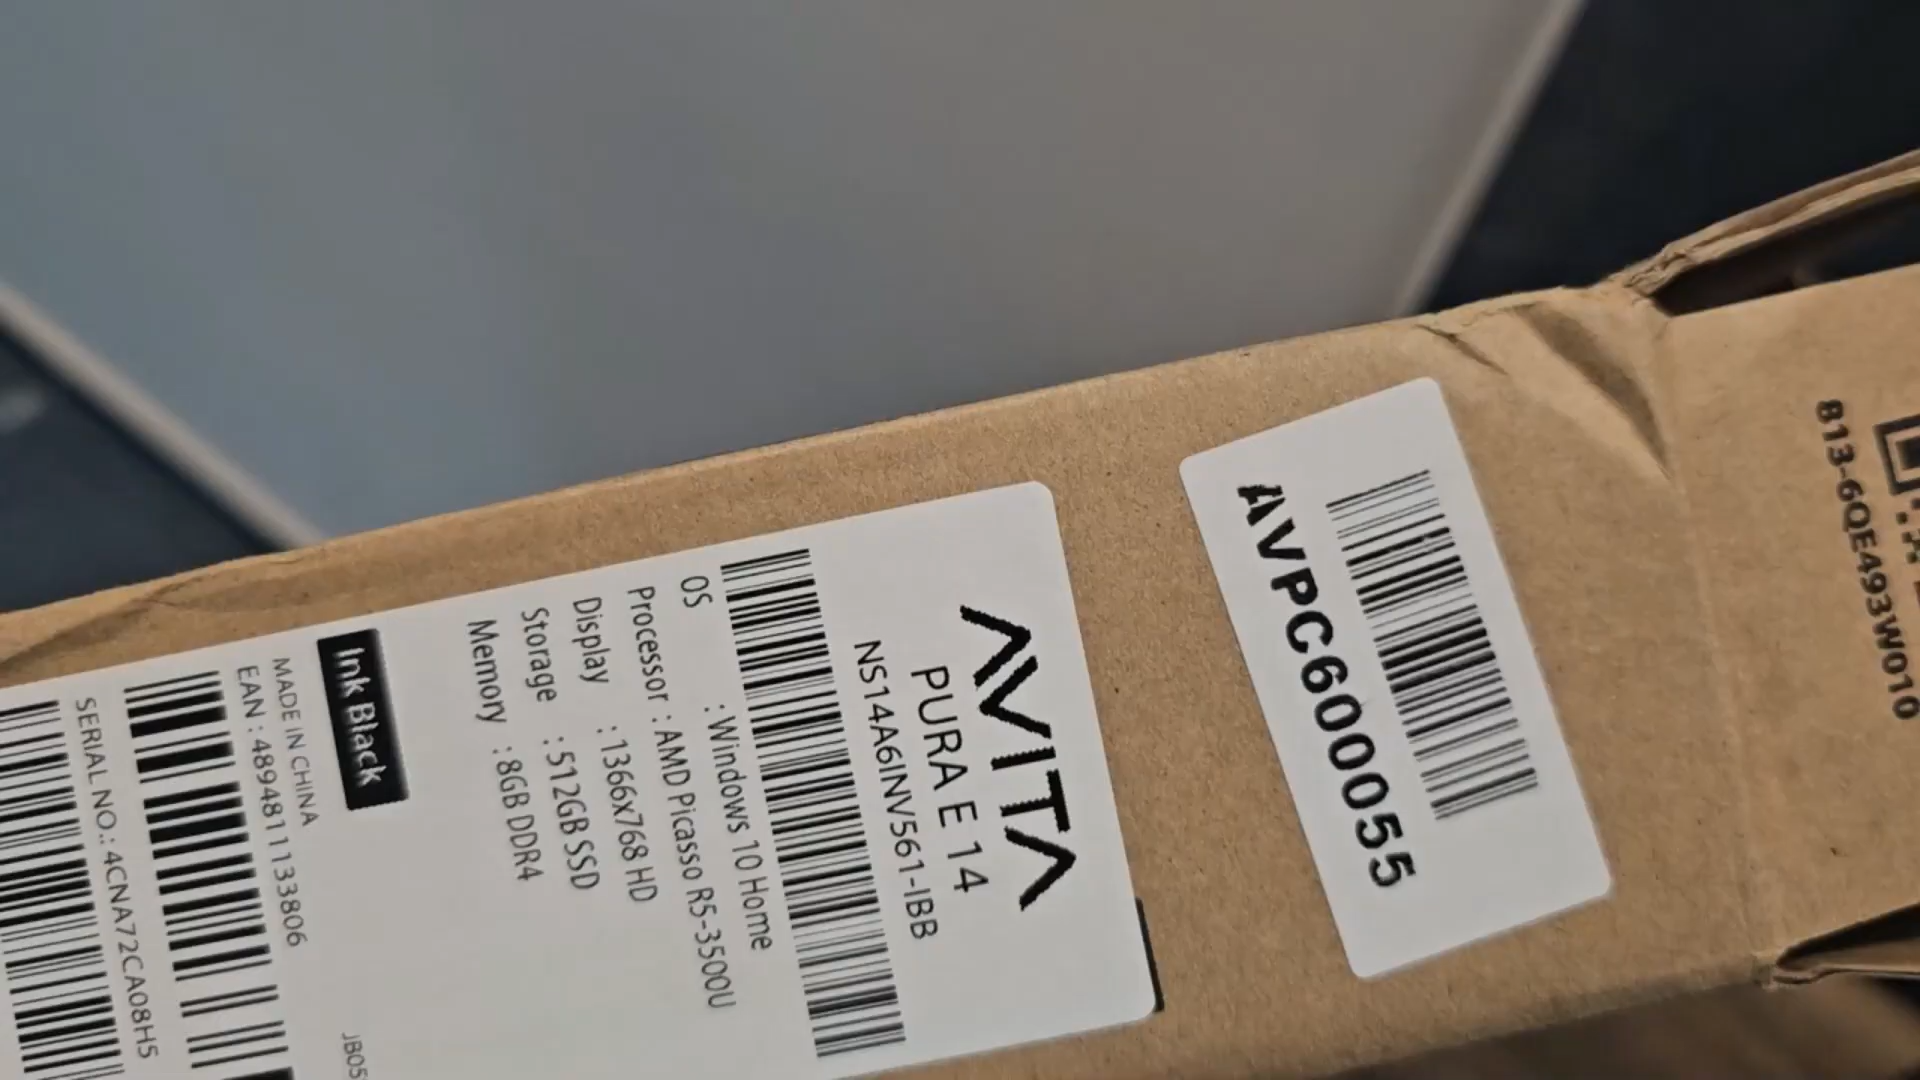 AVITA
PURA E 14
NS14A6INV561-IBB
OS : Windows 10 Home
Processor : AMD Picasso R5-3500U
Display : 1366x768 HD
Storage : 512GB SSD
Memory : 8GB DDR4
Ink Black
MADE IN CHINA
EAN : 4894811133806
SERIAL NO.: 4CNA72CA08H5
AVPC600055
813-6QE493W010